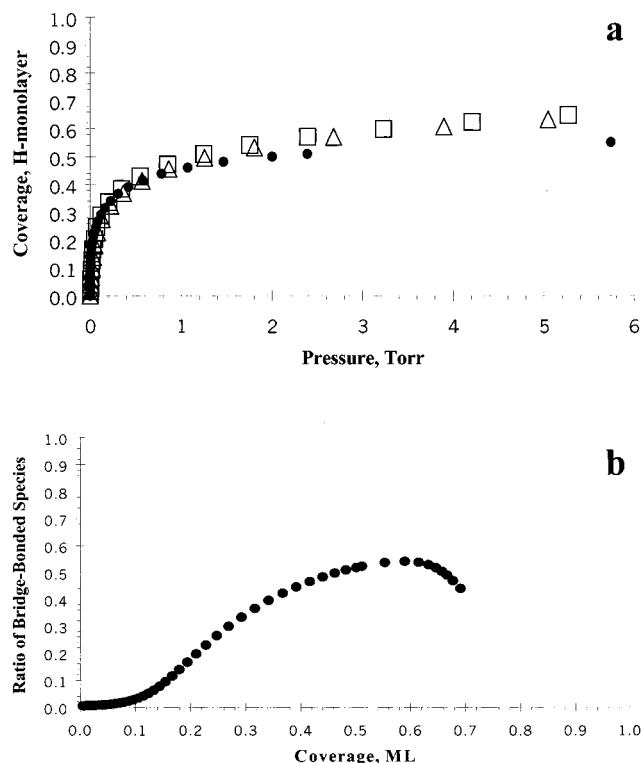 a
Coverage, H-monolayer
1.0
0.9
0.8
0.7
0.6
0.5
0.4
0.3
0.2
0.1
0.0
0 1 2 3 4 5 6
Pressure, Torr
b
Ratio of Bridge-Bonded Species
1.0
0.9
0.8
0.7
0.6
0.5
0.4
0.3
0.2
0.1
0.0
0.0 0.1 0.2 0.3 0.4 0.5 0.6 0.7 0.8 0.9 1.0
Coverage, ML